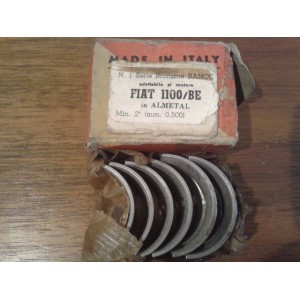 MADE IN ITALY
N. 1 Serie Bronzine BANCO
adattabile al motore
FIAT 1100/BE
in ALMETAL
Min. 2ª (mm. 0,500)